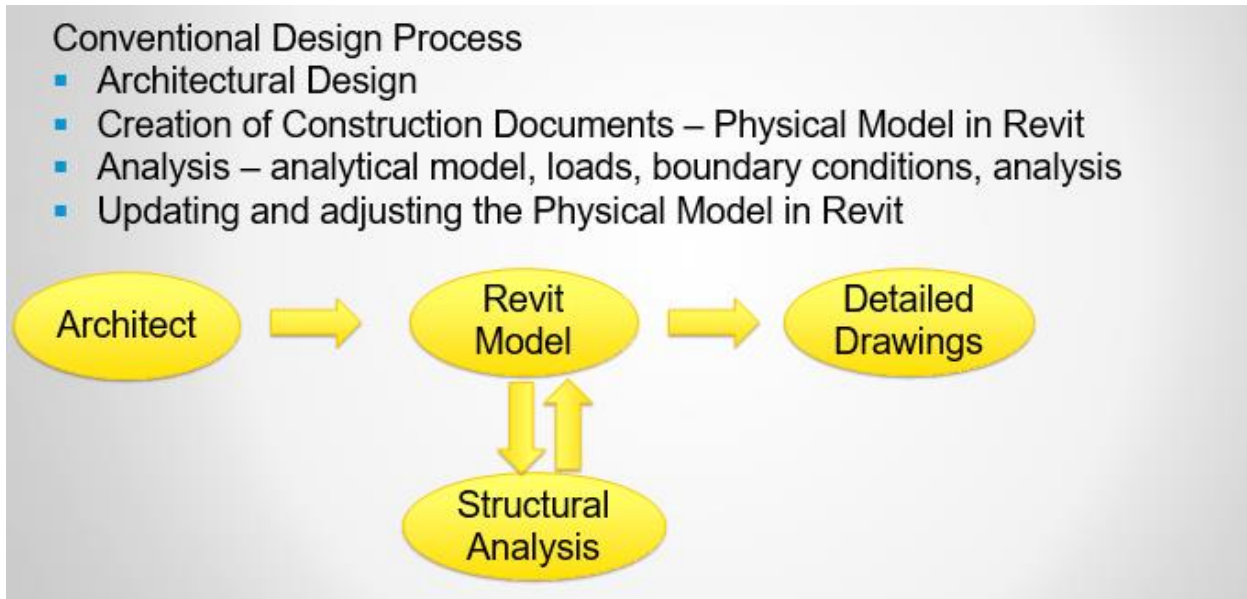 Conventional Design Process
▪ Architectural Design
▪ Creation of Construction Documents – Physical Model in Revit
▪ Analysis – analytical model, loads, boundary conditions, analysis
▪ Updating and adjusting the Physical Model in Revit
Architect
Revit
Model
Detailed
Drawings
Structural
Analysis